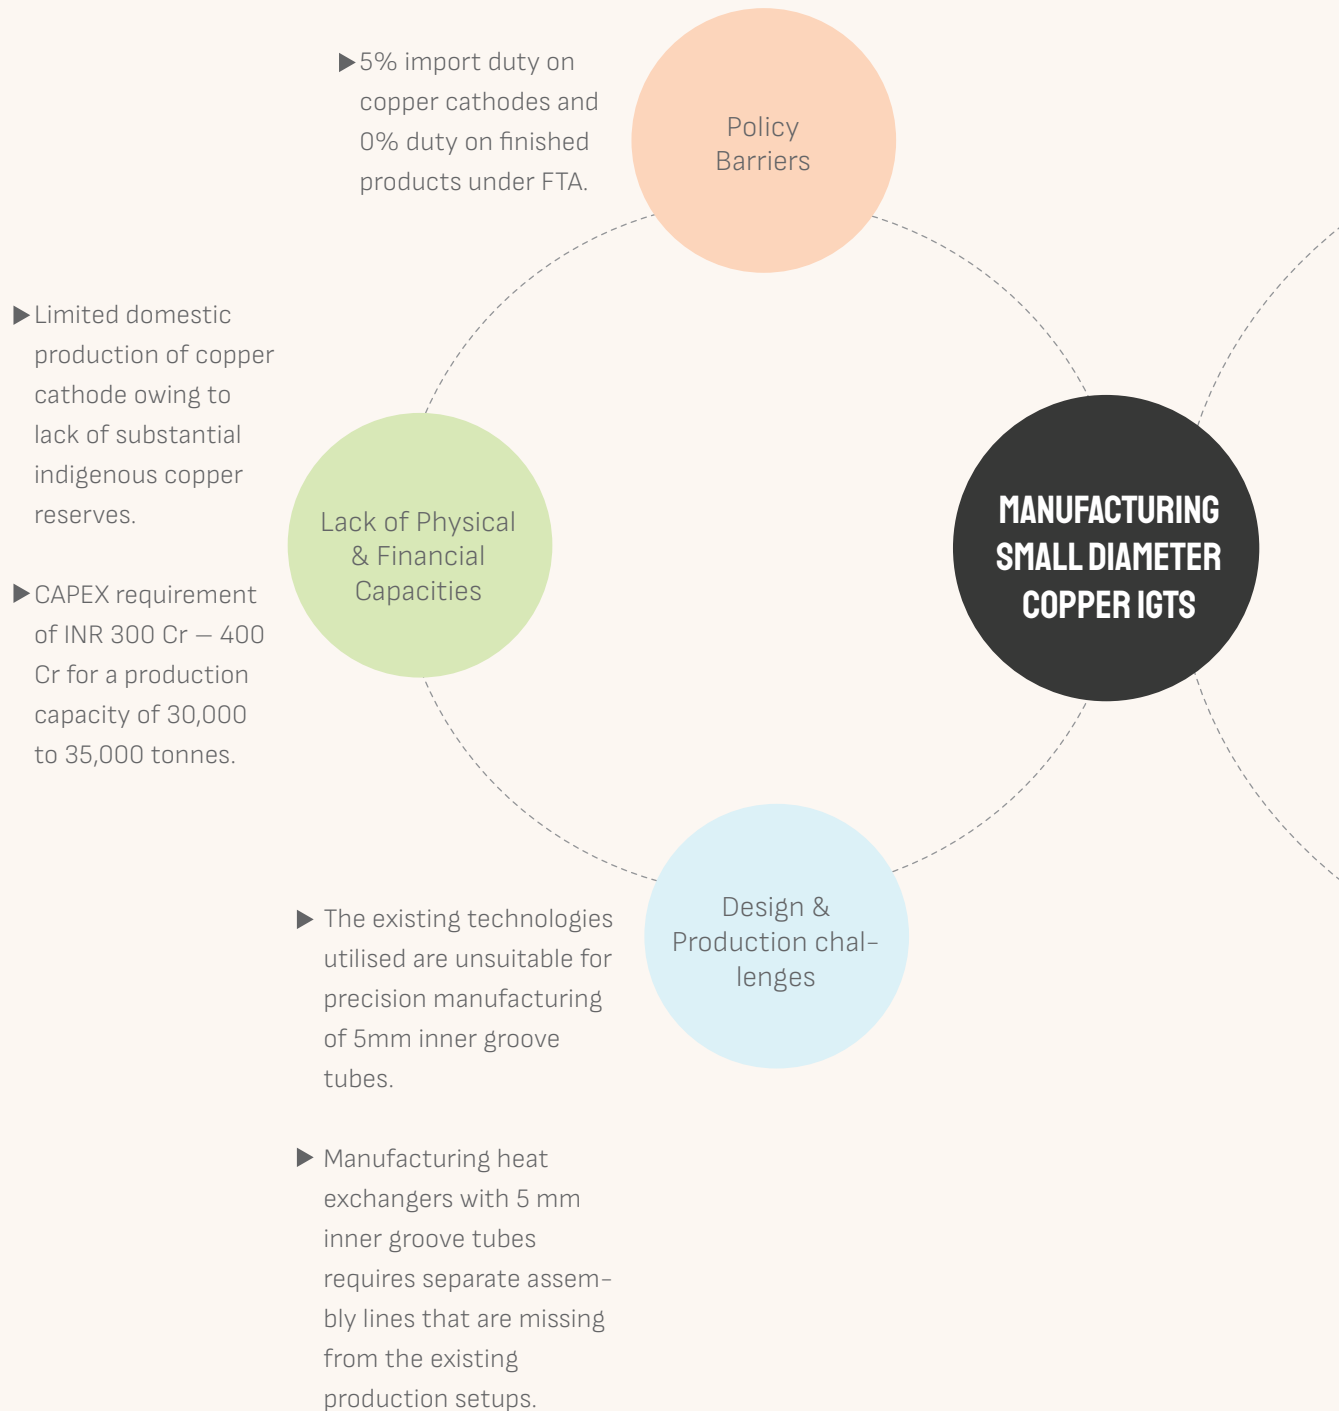 5% import duty on
copper cathodes and
0% duty on finished
products under FTA.
Policy
Barriers
Limited domestic
production of copper
cathode owing to
lack of substantial
indigenous copper
reserves.
CAPEX requirement
of INR 300 Cr – 400
Cr for a production
capacity of 30,000
to 35,000 tonnes.
Lack of Physical
& Financial
Capacities
MANUFACTURING
SMALL DIAMETER
COPPER IGTS
Design &
Production chal-
lenges
The existing technologies
utilised are unsuitable for
precision manufacturing
of 5mm inner groove
tubes.
Manufacturing heat
exchangers with 5 mm
inner groove tubes
requires separate assem-
bly lines that are missing
from the existing
production setups.